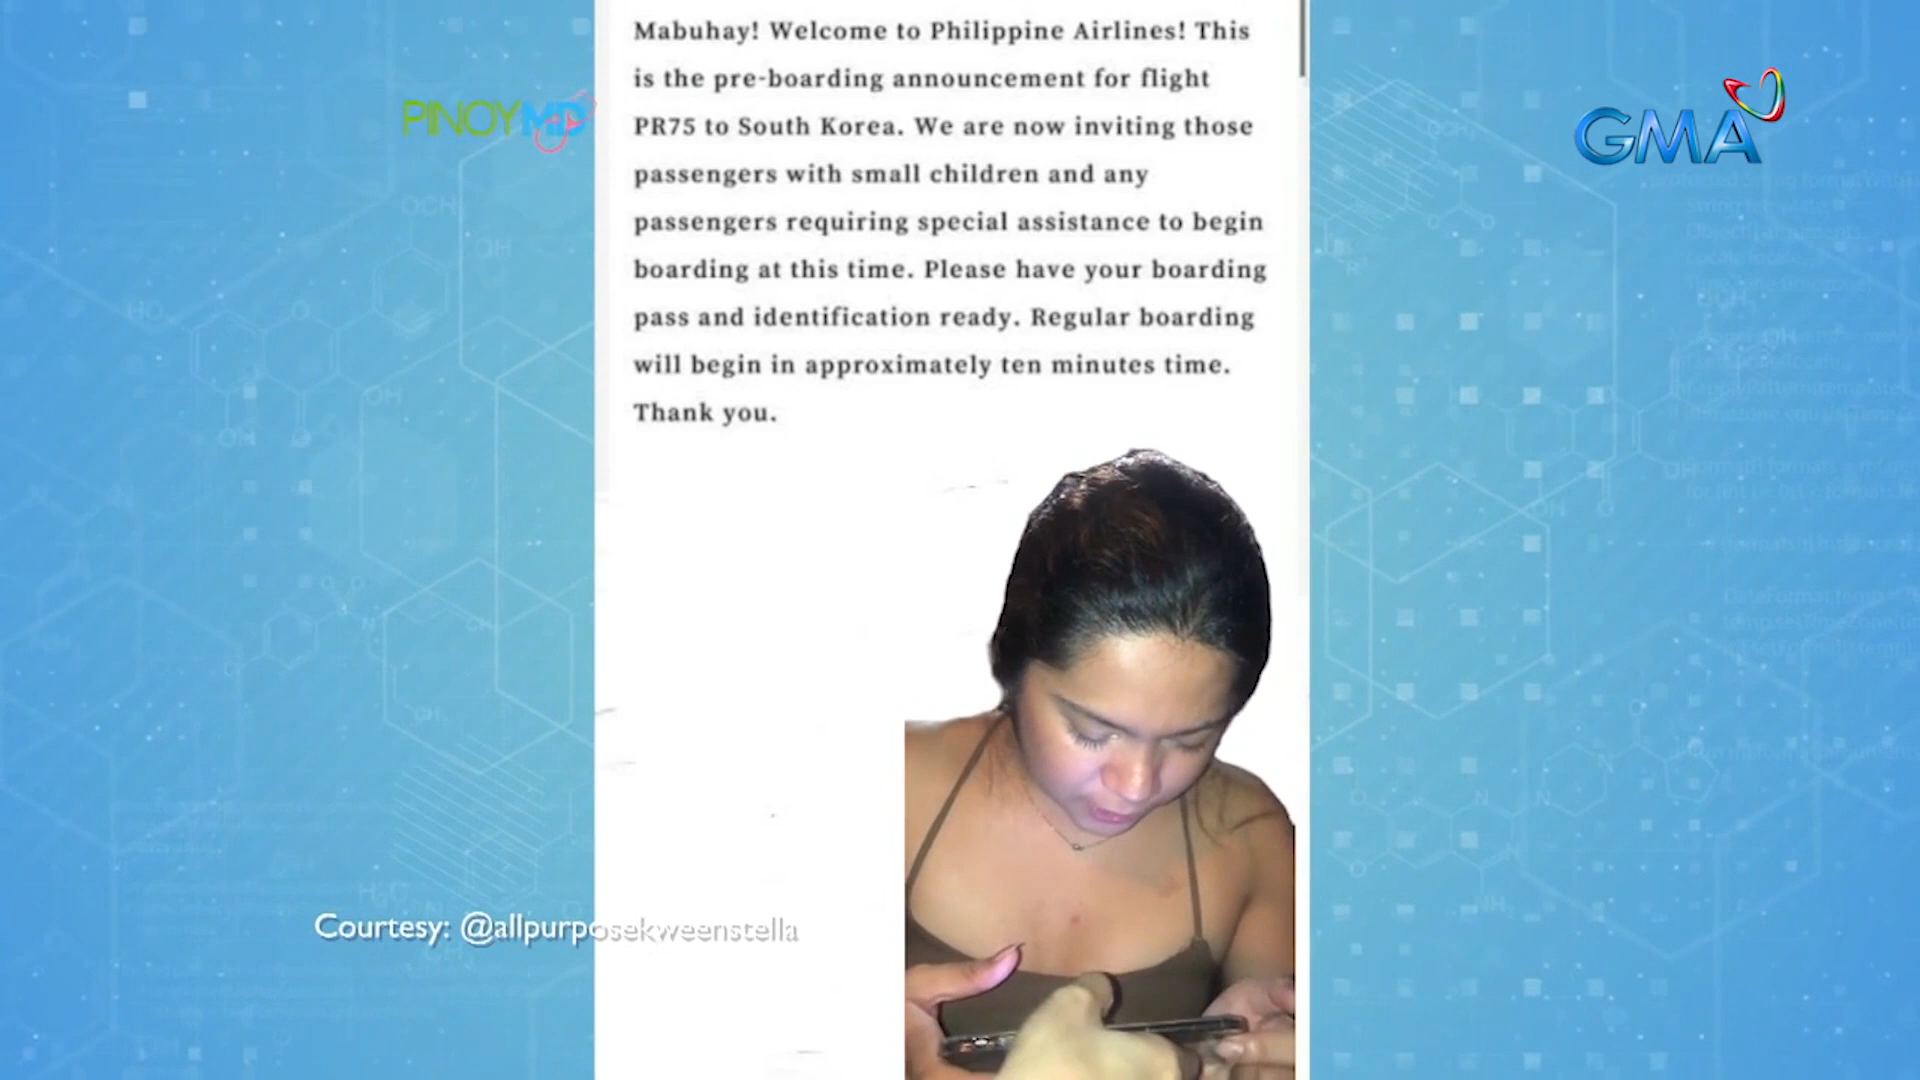 Mabuhay! Welcome to Philippine Airlines! This
is the pre-boarding announcement for flight
PR75 to South Korea. We are now inviting those
passengers with small children and any
passengers requiring special assistance to begin
boarding at this time. Please have your boarding
pass and identification ready. Regular boarding
will begin in approximately ten minutes time.
Thank you.
PINOY MD
GMA
Courtesy: @allpurposekweenstella